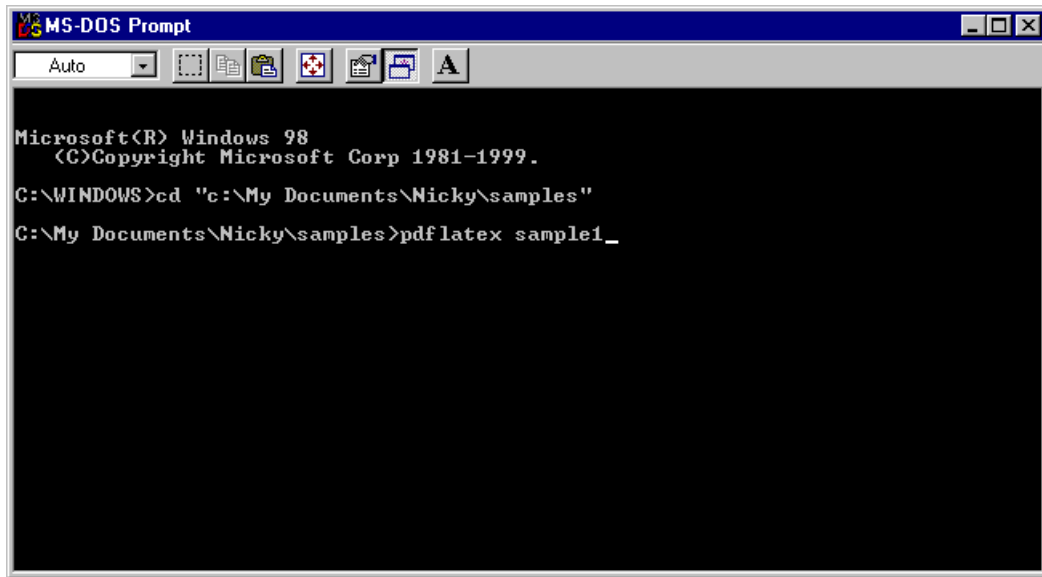 MS-DOS Prompt
Auto
A
Microsoft(R) Windows 98
(C)Copyright Microsoft Corp 1981-1999.
C:\WINDOWS>cd "c:\My Documents\Nicky\samples"
C:\My Documents\Nicky\samples>pdflatex sample1_